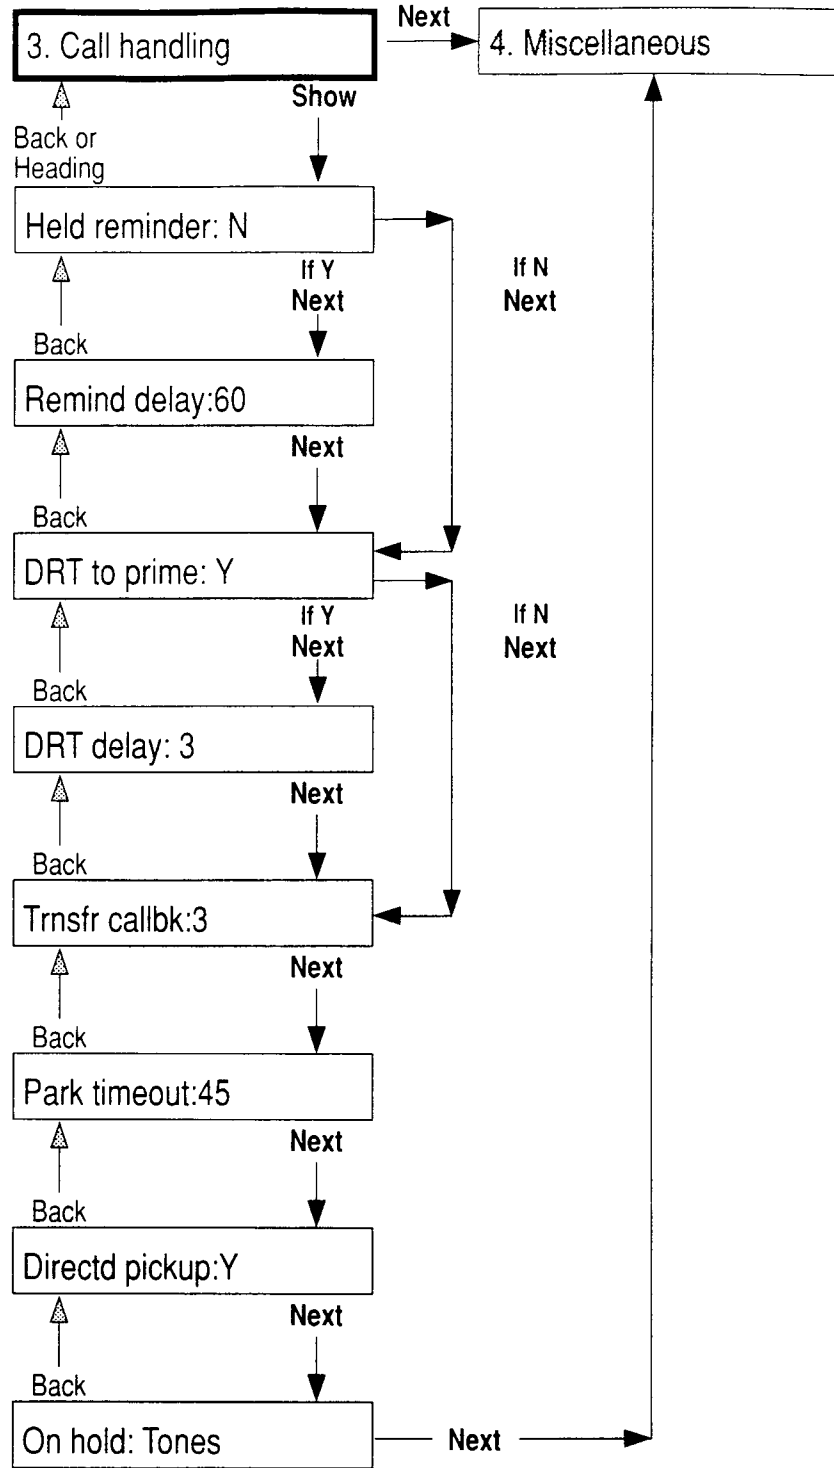 3. Call handling
Next
4. Miscellaneous
Show
Back or
Heading
Held reminder: N
If Y
Next
If N
Next
Back
Remind delay:60
Next
Back
DRT to prime: Y
If Y
Next
If N
Next
Back
DRT delay: 3
Next
Back
Trnsfr callbk:3
Next
Back
Park timeout:45
Next
Back
Directd pickup:Y
Next
Back
On hold: Tones
Next